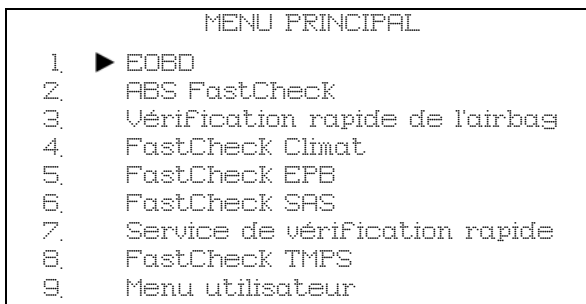 MENU PRINCIPAL
1. ▶ EOBD
2. ABS FastCheck
3. Vérification rapide de l'airbag
4. FastCheck Climat
5. FastCheck EPB
6. FastCheck SAS
7. Service de vérification rapide
8. FastCheck TMPS
9. Menu utilisateur